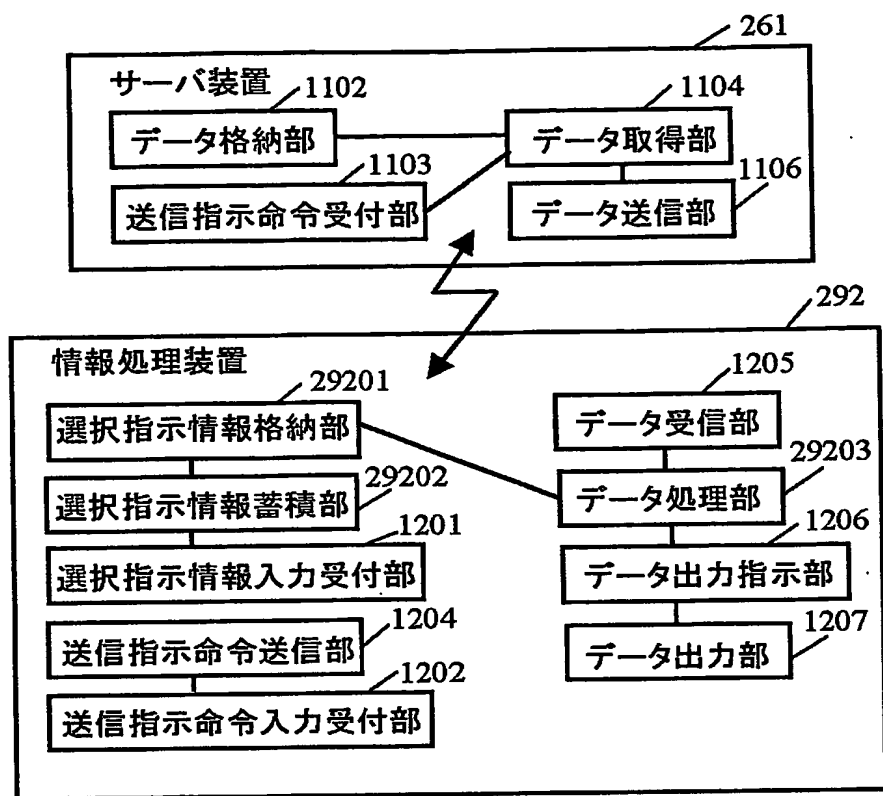 261
サーバ装置
1102
1104
データ格納部
データ取得部
1103
1106
送信指示命令受付部
データ送信部
292
情報処理装置
29201
1205
選択指示情報格納部
データ受信部
29202
29203
選択指示情報蓄積部
データ処理部
1201
1206
選択指示情報入力受付部
データ出力指示部
1204
1207
送信指示命令送信部
データ出力部
1202
送信指示命令入力受付部